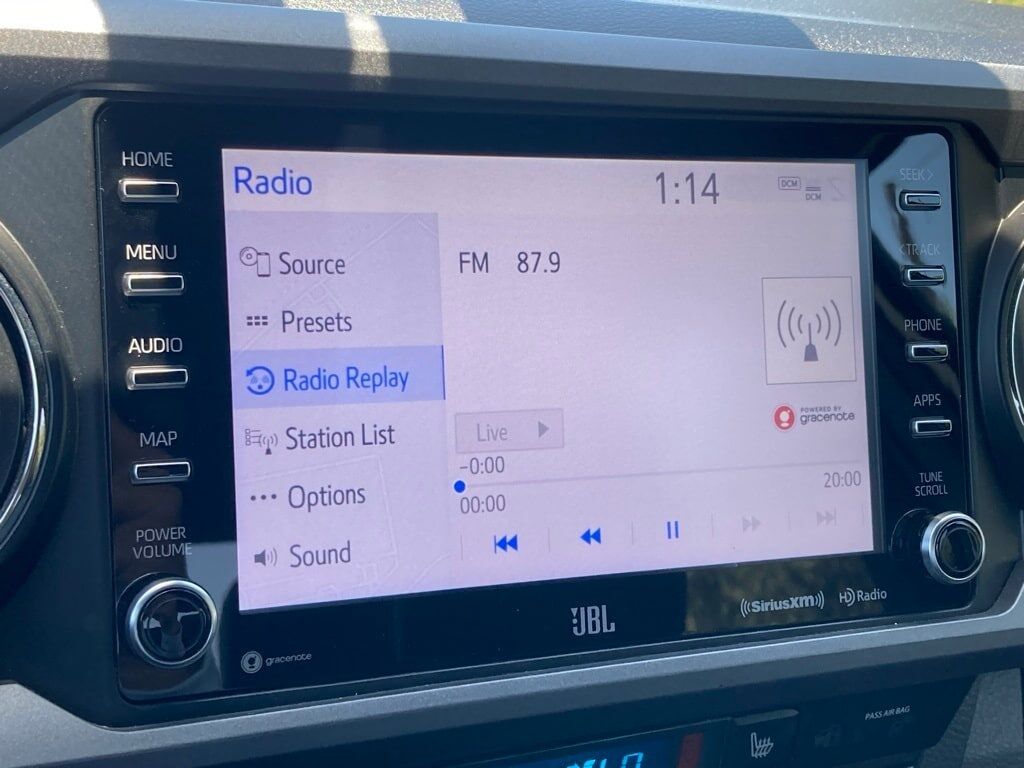 HOME
MENU
AUDIO
MAP
POWER
VOLUME
Radio
1:14
DCM
DCM
Source
Presets
Radio Replay
Station List
Options
Sound
FM 87.9
POWERED BY
gracenote
Live
-0:00
00:00
20:00
SEEK>
<TRACK
PHONE
APPS
TUNE
SCROLL
gracenote
JBL
((SiriusXM))
HD Radio
PASS AIR BAG